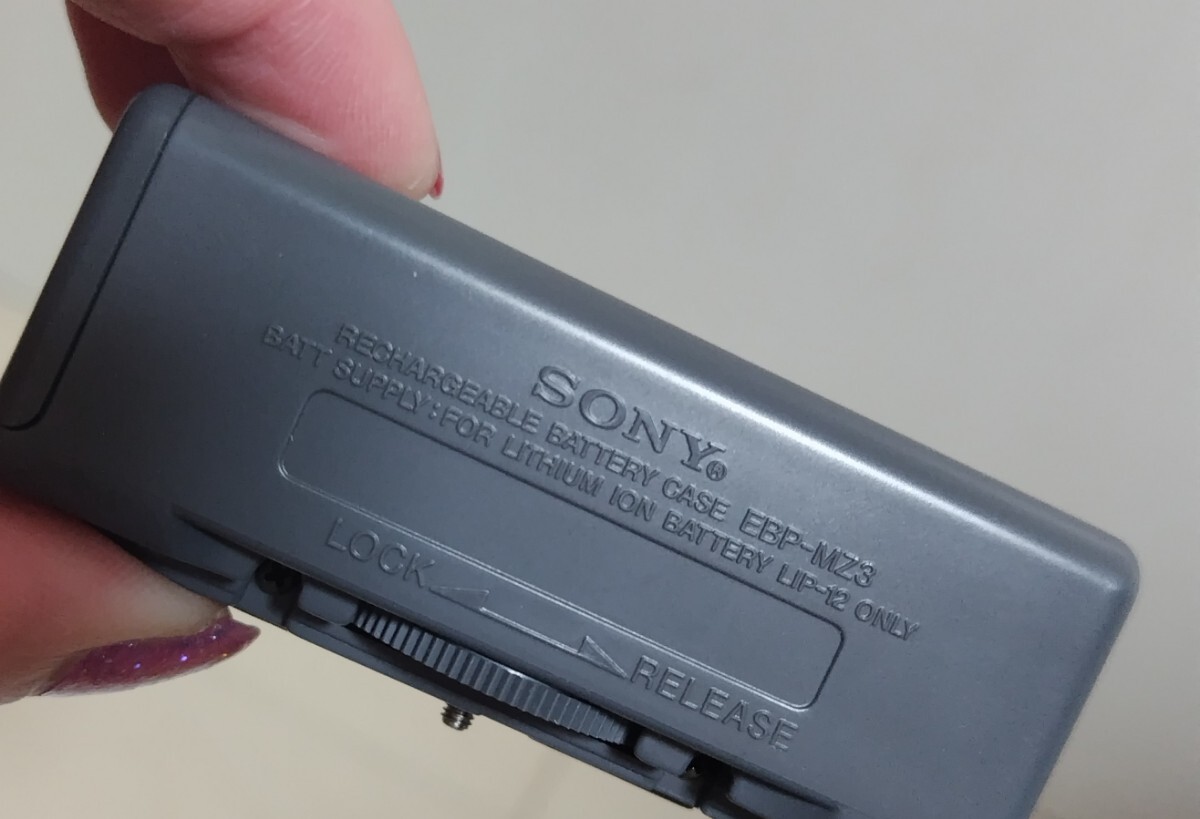 SONY®
RECHARGEABLE BATTERY CASE EBP-MZ3
BATT SUPPLY: FOR LITHIUM ION BATTERY LIP-12 ONLY
LOCK
RELEASE